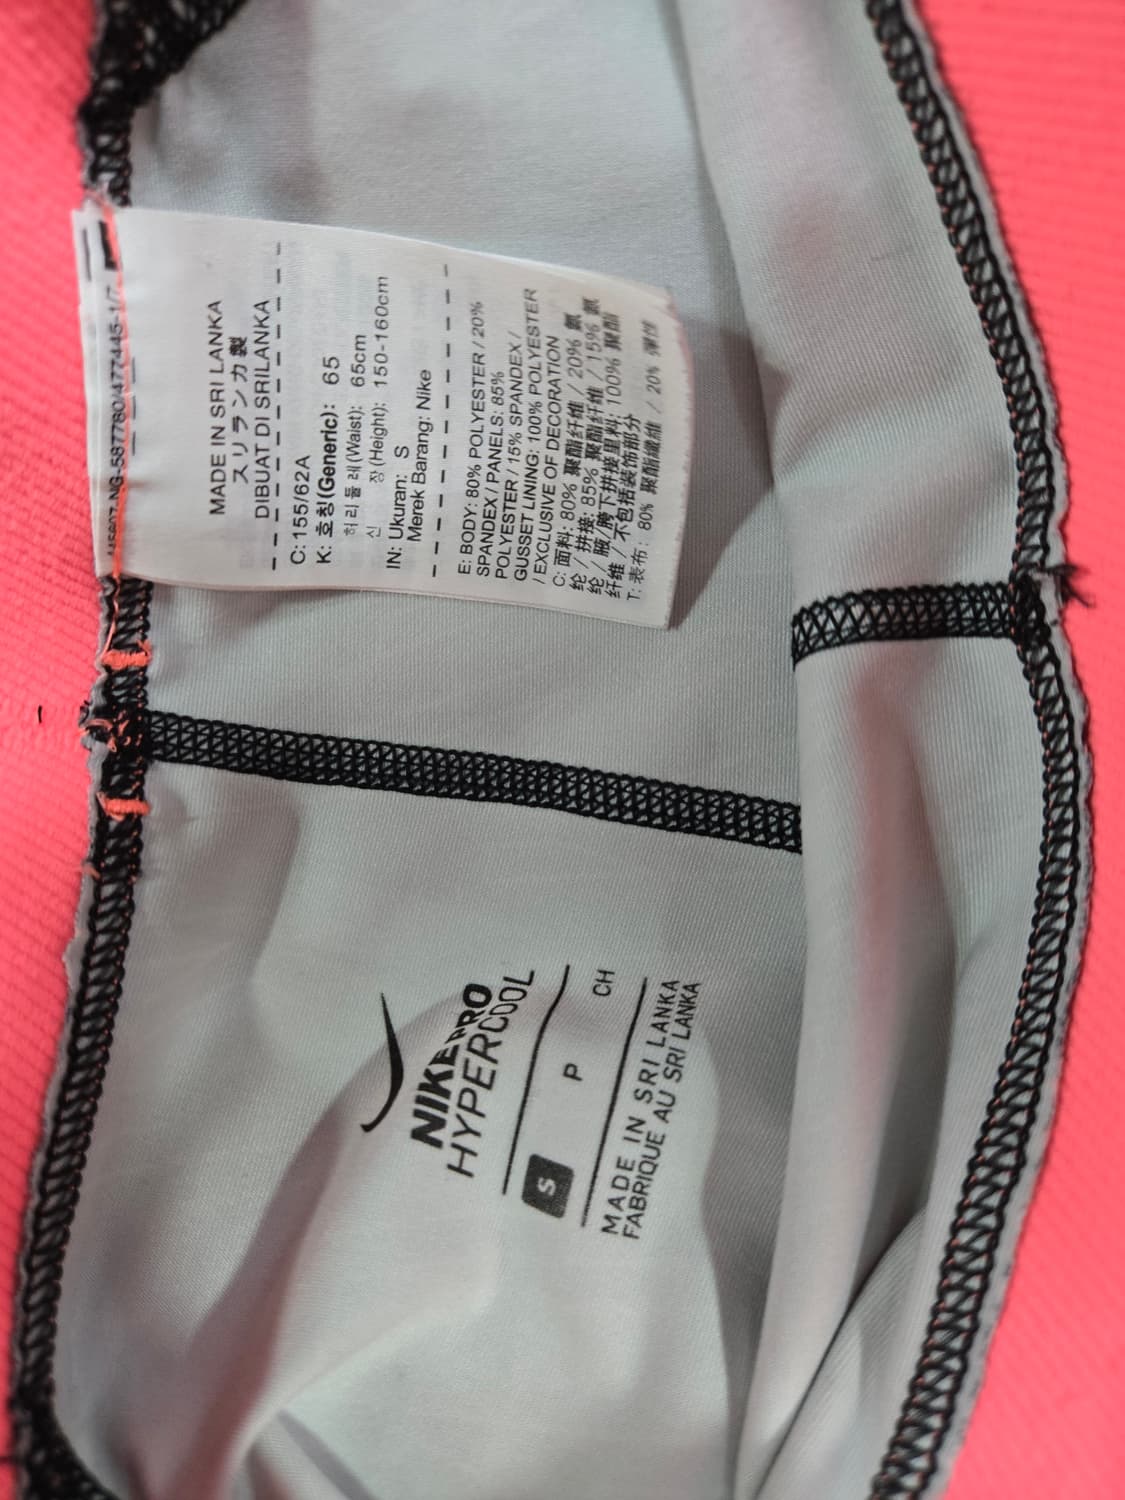 MADE IN SRI LANKA
スリランカ製
DIBUAT DI SRILANKA
C: 155/62A
K: 호칭(Generic): 65
허리둘레(Waist): 65cm
신 장(Height): 150-160cm
IN: Ukuran: S
Merek Barang: Nike
E: BODY: 80% POLYESTER / 20%
SPANDEX / PANELS: 85%
POLYESTER / 15% SPANDEX /
GUSSET LINING: 100% POLYESTER
/ EXCLUSIVE OF DECORATION
C: 面料: 80% 聚酯纤维 / 20% 氨
纶 / 拼接: 85% 聚酯纤维 / 15% 氨
纶 / 腋/胯下拼接里料: 100% 聚酯
纤维 / 不包括装饰部分
T: 表布: 80% 聚酯纖維 / 20% 彈性
NIKE PRO
HYPERCOOL
S P CH
MADE IN SRI LANKA
FABRIQUE AU SRI LANKA